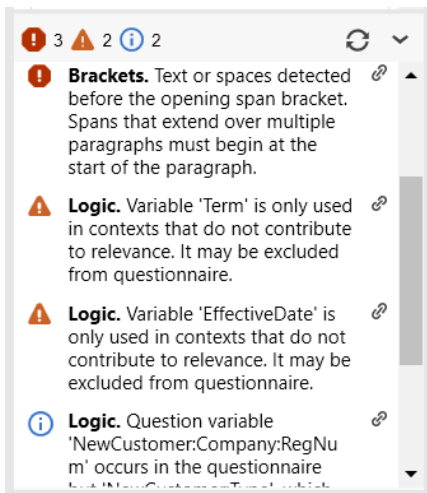 3 2 2
Brackets. Text or spaces detected
before the opening span bracket.
Spans that extend over multiple
paragraphs must begin at the
start of the paragraph.
Logic. Variable 'Term' is only used
in contexts that do not contribute
to relevance. It may be excluded
from questionnaire.
Logic. Variable 'EffectiveDate' is
only used in contexts that do not
contribute to relevance. It may be
excluded from questionnaire.
Logic. Question variable
'NewCustomer:Company:RegNu
m' occurs in the questionnaire
but 'NewCustomerType', which